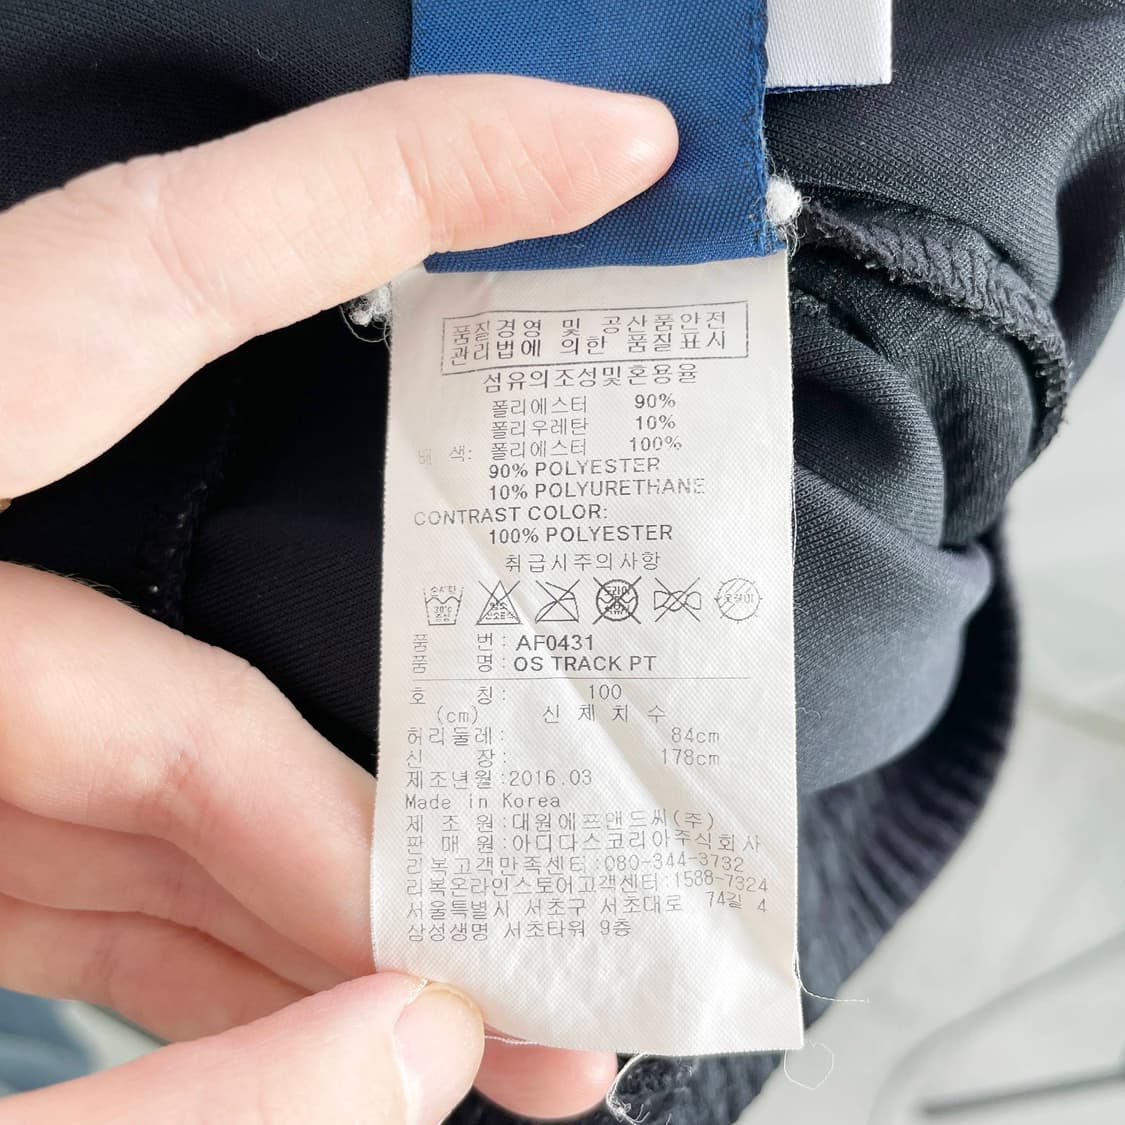 품질경영 및 공산품안전
관리법에 의한 품질표시
섬유의조성및혼용율
폴리에스터 90%
폴리우레탄 10%
배 색: 폴리에스터 100%
90% POLYESTER
10% POLYURETHANE
CONTRAST COLOR:
100% POLYESTER
취급시주의사항
30℃
품 번: AF0431
품 명: OS TRACK PT
호 칭: 100
(cm) 신 체 치 수
허리둘레: 84cm
신 장: 178cm
제조년월:2016.03
Made in Korea
제 조 원:대원에프앤드씨(주)
판 매 원:아디다스코리아주식회사
리복고객만족센터:080-344-3732
리복온라인스토어고객센터:1588-7324
서울특별시 서초구 서초대로 74길 4
삼성생명 서초타워 9층